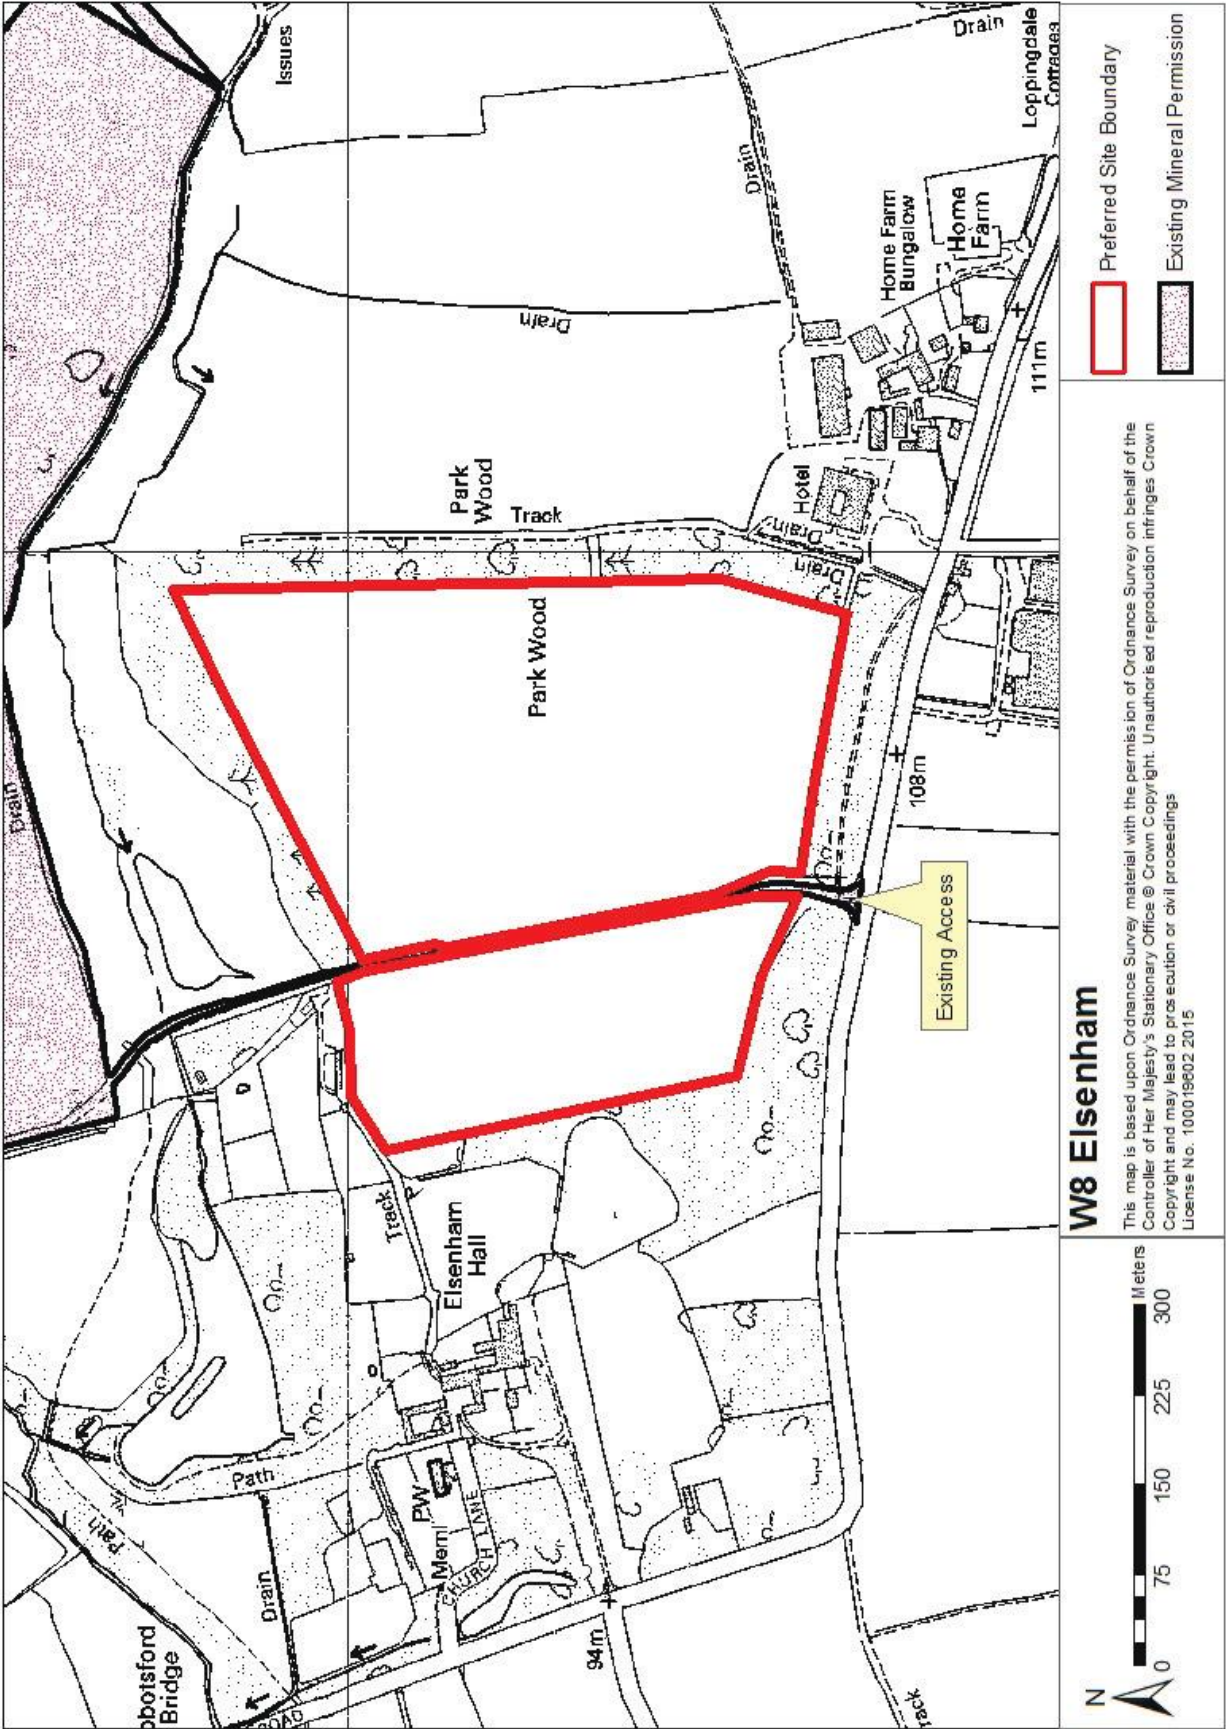 obotsford
Bridge
Path
Path
Drain
ROAD
PW
Meml
CHURCH LANE
94m
rack
Elsenham
Hall
Track
Drain
Park Wood
Park
Wood
Track
Drain
Drain
Hotel
Drain
Issues
Drain
Drain
Home Farm
Bungalow
Home
Farm
Loppingdale
Cottages
108m
111m
Existing Access
N
0 75 150 225 300
Meters
W8 Elsenham
This map is based upon Ordnance Survey material with the permission of Ordnance Survey on behalf of the
Controller of Her Majesty's Stationary Office © Crown Copyright. Unauthorised reproduction infringes Crown
Copyright and may lead to prosecution or civil proceedings
License No. 100019602 2015
Preferred Site Boundary
Existing Mineral Permission